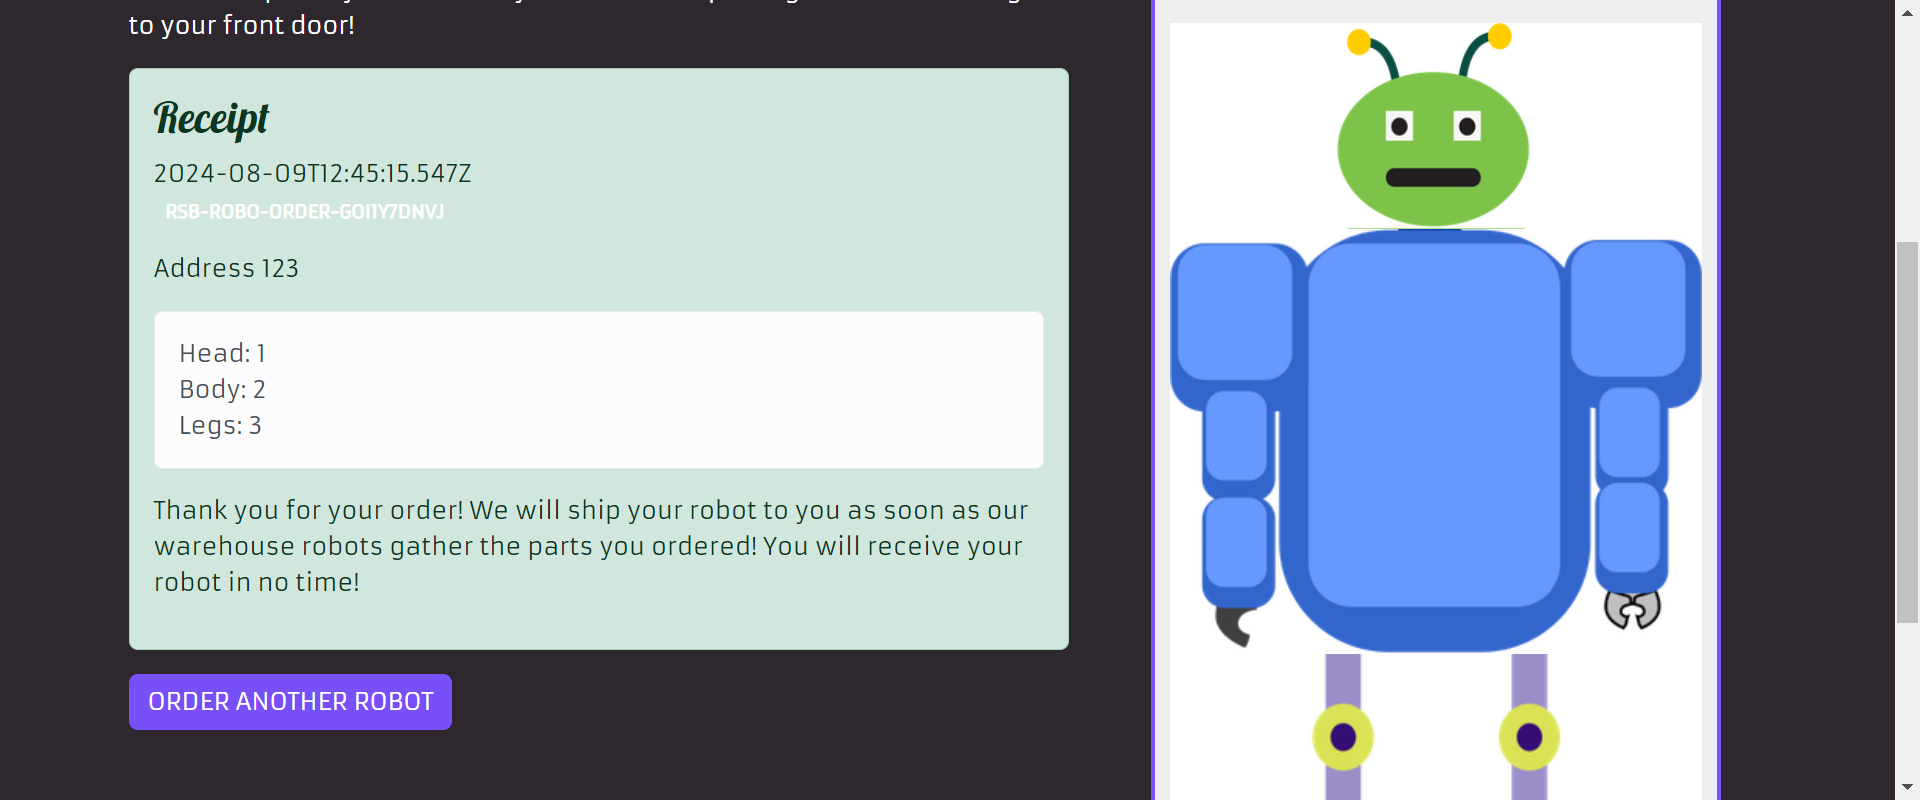 to your front door!
Receipt
2024-08-09T12:45:15.547Z
RSB-ROBO-ORDER-GOI1Y7DNVJ
Address 123
Head: 1
Body: 2
Legs: 3
Thank you for your order! We will ship your robot to you as soon as our
warehouse robots gather the parts you ordered! You will receive your
robot in no time!
ORDER ANOTHER ROBOT